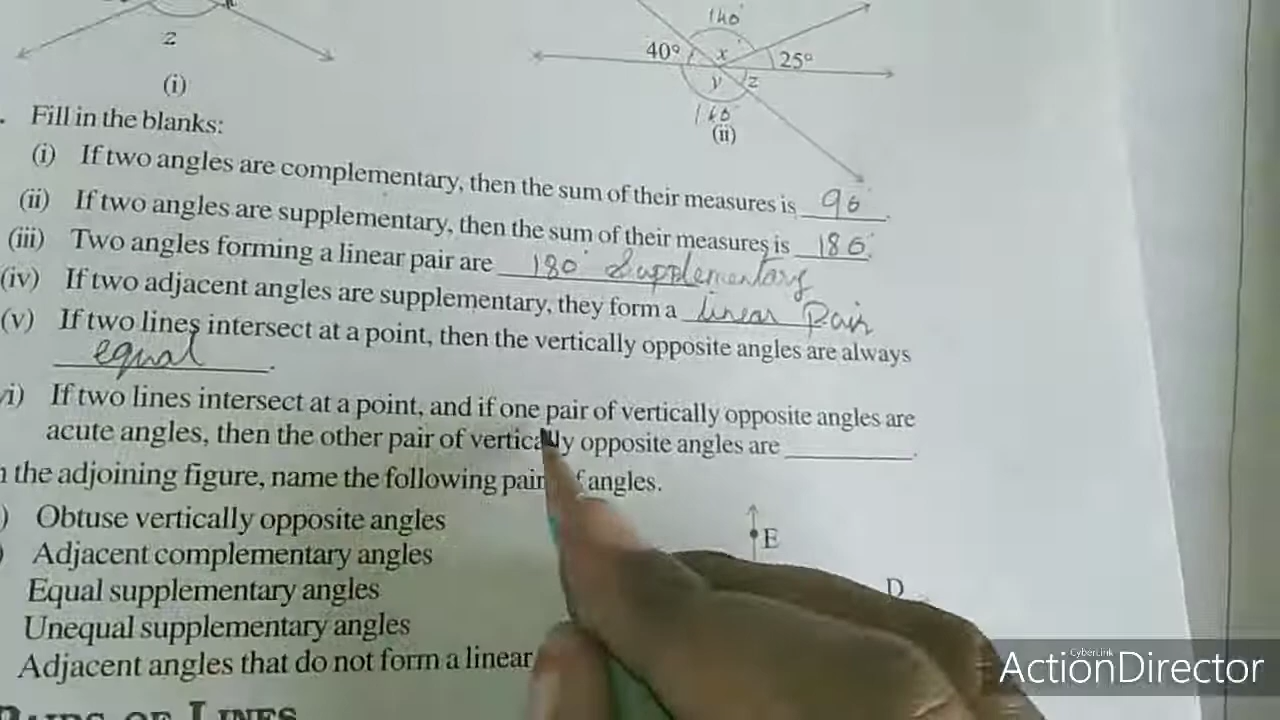 140°
40°
x
25°
z
y
z
140°
(i)
(ii)
. Fill in the blanks:
(i) If two angles are complementary, then the sum of their measures is 90°.
(ii) If two angles are supplementary, then the sum of their measures is 180°.
(iii) Two angles forming a linear pair are 180° Supplementary
(iv) If two adjacent angles are supplementary, they form a linear Pair
(v) If two lines intersect at a point, then the vertically opposite angles are always
equal.
vi) If two lines intersect at a point, and if one pair of vertically opposite angles are
acute angles, then the other pair of vertically opposite angles are ________.
the adjoining figure, name the following pair of angles.
) Obtuse vertically opposite angles
E
) Adjacent complementary angles
D
Equal supplementary angles
Unequal supplementary angles
Adjacent angles that do not form a linear
CyberLink
ActionDirector
OF LINES